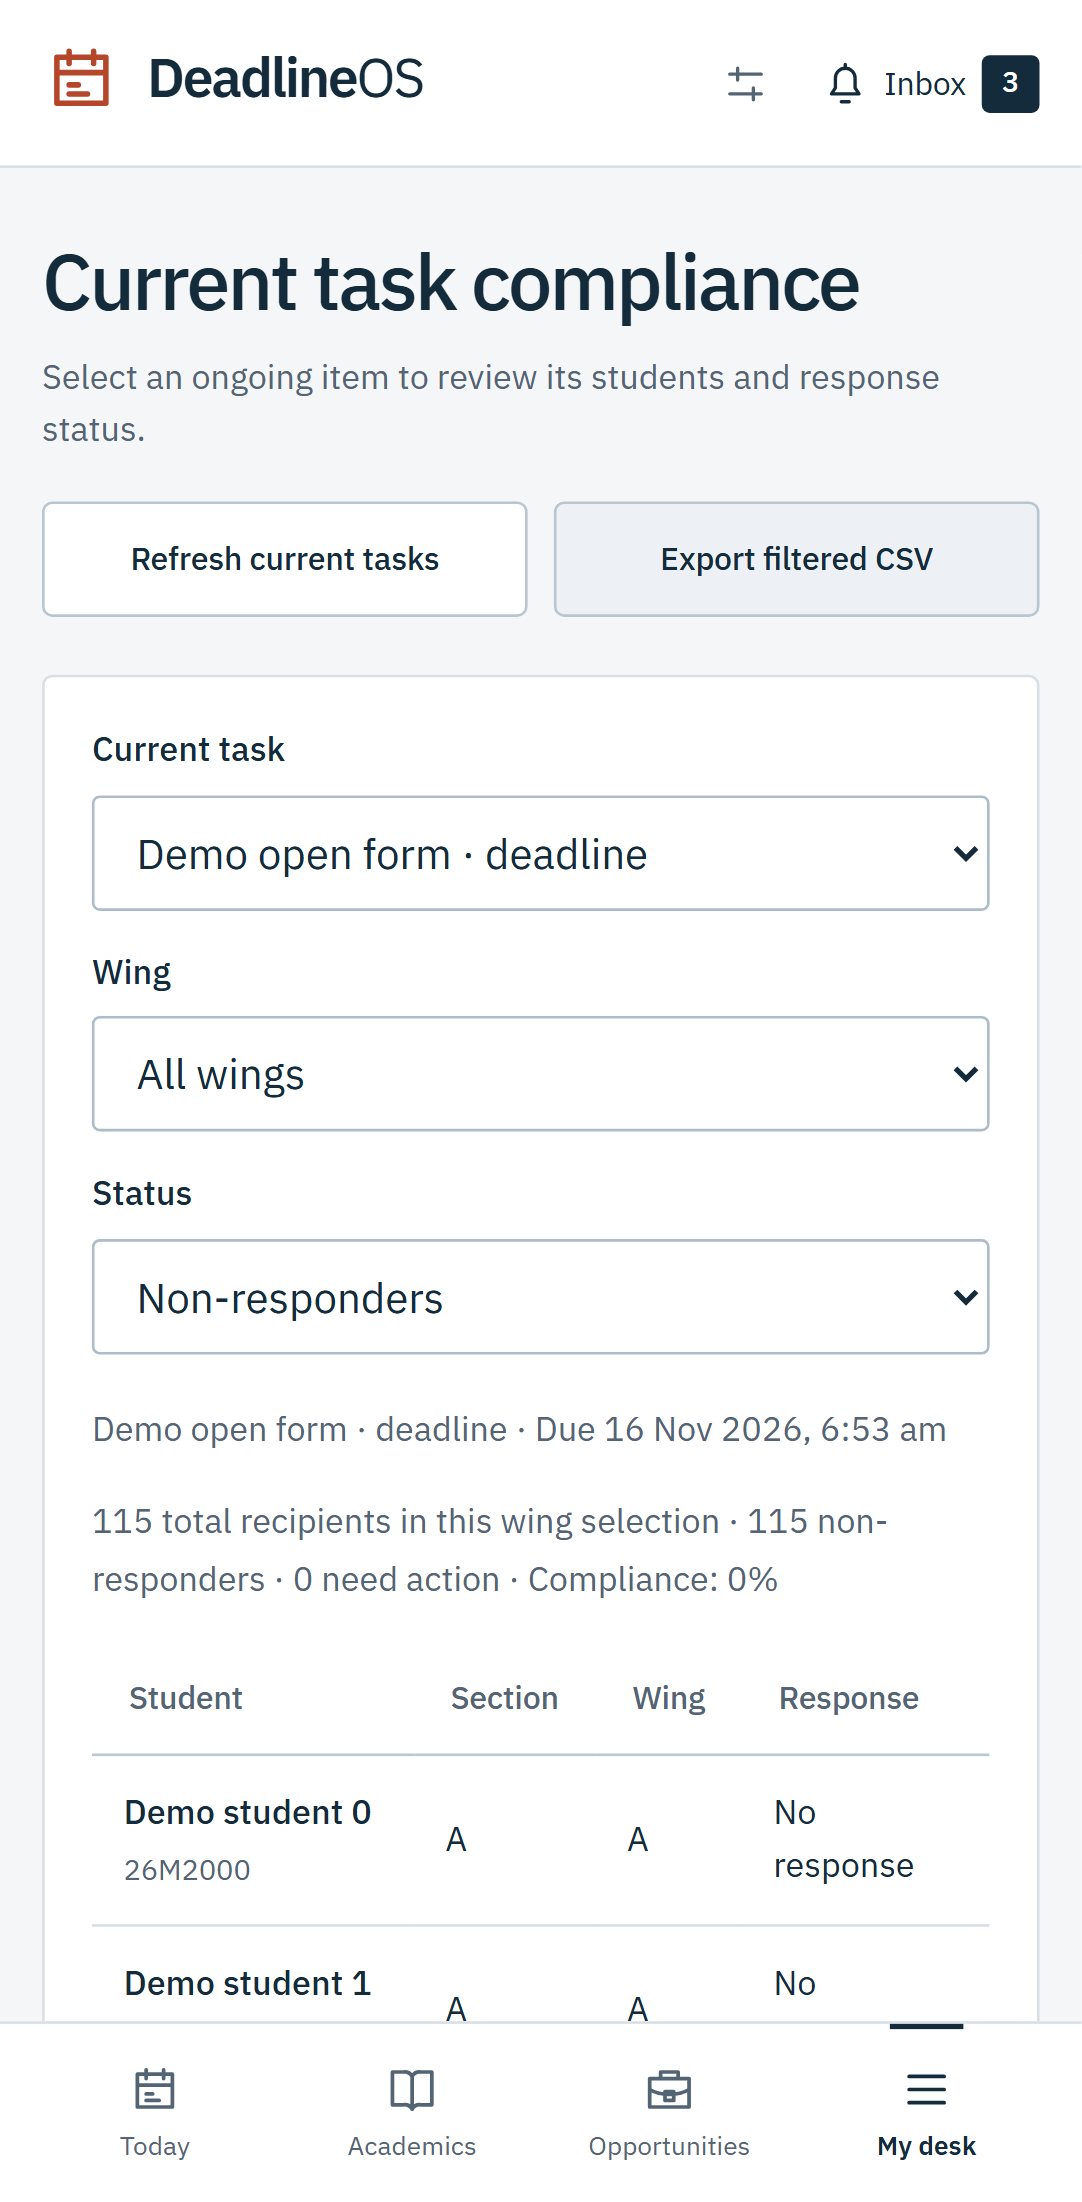 DeadlineOS
Inbox 3
Current task compliance
Select an ongoing item to review its students and response
status.
Refresh current tasks
Export filtered CSV
Current task
Demo open form · deadline
Wing
All wings
Status
Non-responders
Demo open form · deadline · Due 16 Nov 2026, 6:53 am
115 total recipients in this wing selection · 115 non-
responders · 0 need action · Compliance: 0%
Student Section Wing Response
Demo student 0 A A No
26M2000 response
Demo student 1 A A No
Today Academics Opportunities My desk